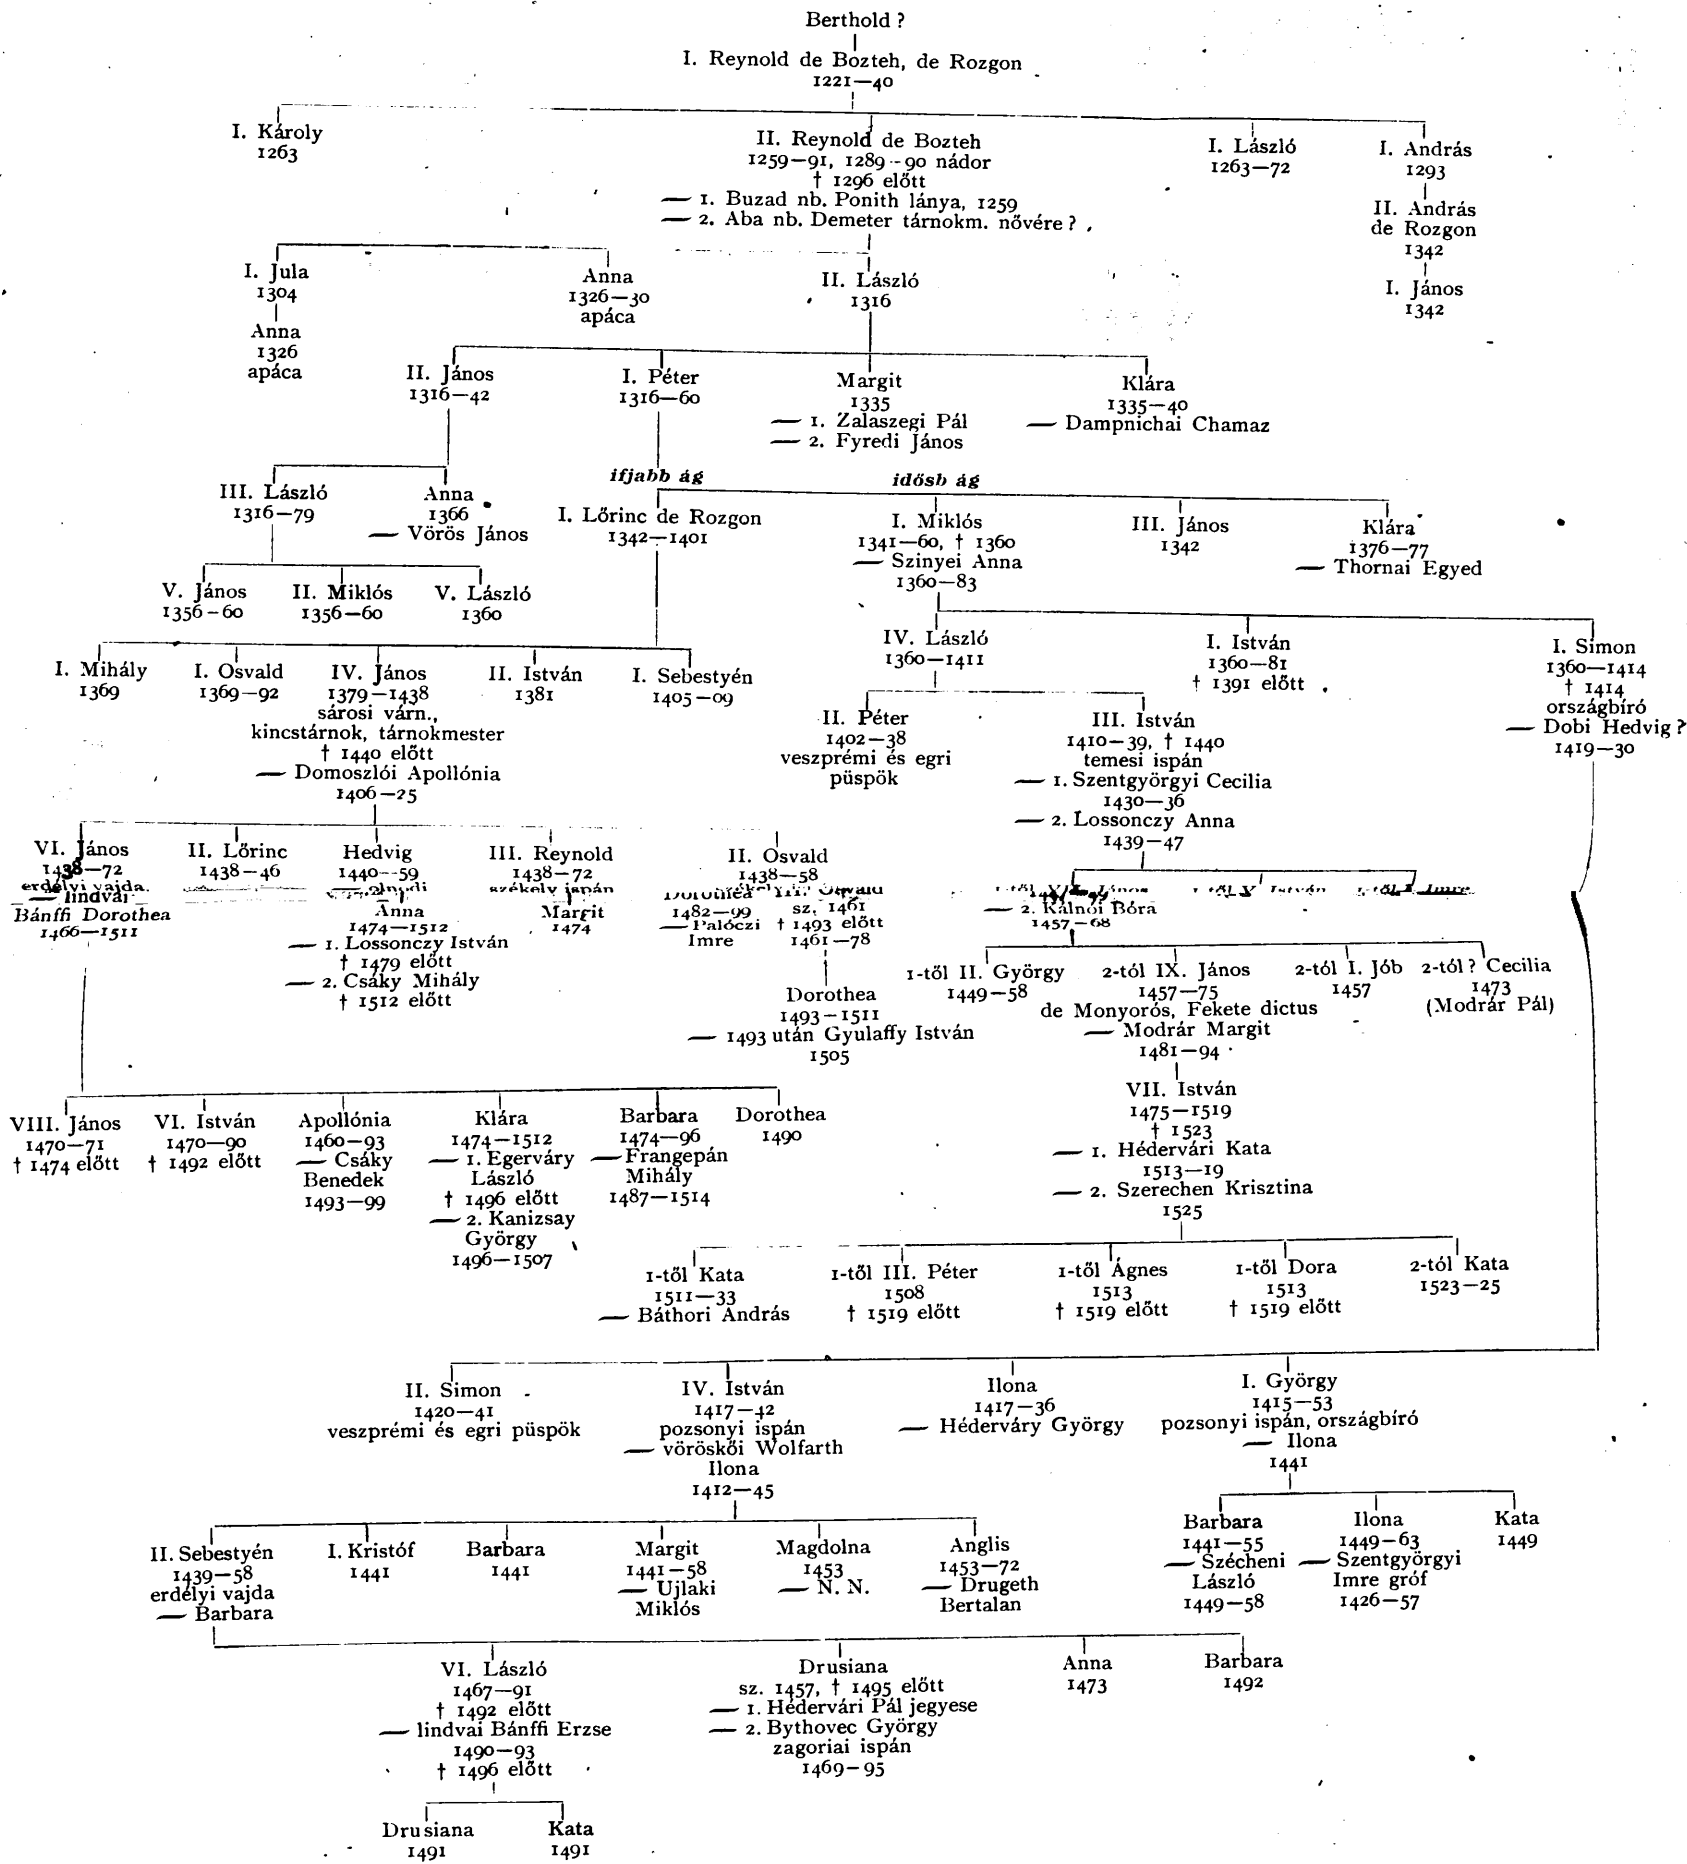 Berthold ?
I. Reynold de Bozteh, de Rozgon
1221—40
I. Károly
1263
II. Reynold de Bozteh
1259—91, 1289--90 nádor
† 1296 előtt
— 1. Buzad nb. Ponith lánya, 1259
— 2. Aba nb. Demeter tárnokm. nővére ?
I. László
1263—72
I. András
1293
II. András
de Rozgon
1342
I. János
1342
I. Jula
1304
Anna
1326
apáca
Anna
1326—30
apáca
II. László
1316
II. János
1316—42
I. Péter
1316—60
Margit
1335
— 1. Zalaszegi Pál
— 2. Fyredi János
Klára
1335—40
— Dampnichai Chamaz
III. László
1316—79
Anna
1366
— Vörös János
ifjabb ág
idősb ág
I. Lőrinc de Rozgon
1342—1401
I. Miklós
1341—60, † 1360
— Szinyei Anna
1360—83
III. János
1342
Klára
1376—77
— Thornai Egyed
V. János
1356-60
II. Miklós
1356—60
V. László
1360
IV. László
1360—1411
I. István
1360—81
† 1391 előtt
I. Simon
1360—1414
† 1414
országbíró
— Dobi Hedvig ?
1419—30
I. Mihály
1369
I. Osvald
1369—92
IV. János
1379—1438
sárosi várn.,
kincstárnok, tárnokmester
† 1440 előtt
— Domoszlói Apollónia
1406—25
II. István
1381
I. Sebestyén
1405—09
II. Péter
1402—38
veszprémi és egri
püspök
III. István
1410—39, † 1440
temesi ispán
— 1. Szentgyörgyi Cecilia
1430—36
— 2. Lossonczy Anna
1439—47
VI. János
1438—72
erdélyi vajda
— lindvai
Bánffi Dorothea
1466—1511
II. Lőrinc
1438—46
Hedvig
1440—59
Anna
1474—1512
— 1. Lossonczy István
† 1479 előtt
— 2. Csáky Mihály
† 1512 előtt
III. Reynold
1438—72
székely ispán
Margit
1474
II. Osvald
1438—58
Dorothea
1482—99
— Palóczi
Imre
Osvald
sz. 1461
† 1493 előtt
1461—78
Dorothea
1493—1511
— 1493 után Gyulaffy István
1505
János
— 2. Kálnói Bóra
1457—68
István
Imre
1-től II. György
1449—58
2-tól IX. János
1457—75
de Monyorós, Fekete dictus
— Modrár Margit
1481—94
2-tól I. Jób
1457
2-tól ? Cecilia
1473
(Modrár Pál)
VII. István
1475—1519
† 1523
— 1. Hédervári Kata
1513—19
— 2. Szerechen Krisztina
1525
VIII. János
1470—71
† 1474 előtt
VI. István
1470—90
† 1492 előtt
Apollónia
1460—93
— Csáky
Benedek
1493—99
Klára
1474—1512
— 1. Egerváry
László
† 1496 előtt
— 2. Kanizsay
György
1496—1507
Barbara
1474—96
— Frangepán
Mihály
1487—1514
Dorothea
1490
1-től Kata
1511—33
— Báthori András
1-től III. Péter
1508
† 1519 előtt
1-től Ágnes
1513
† 1519 előtt
1-től Dora
1513
† 1519 előtt
2-tól Kata
1523—25
II. Simon
1420—41
veszprémi és egri püspök
IV. István
1417—42
pozsonyi ispán
— vöröskői Wolfarth
Ilona
1412—45
Ilona
1417—36
— Héderváry György
I. György
1415—53
pozsonyi ispán, országbíró
— Ilona
1441
II. Sebestyén
1439—58
erdélyi vajda
— Barbara
I. Kristóf
1441
Barbara
1441
Margit
1441—58
— Ujlaki
Miklós
Magdolna
1453
— N. N.
Anglis
1453—72
— Drugeth
Bertalan
Barbara
1441—55
— Szécheni
László
1449—58
Ilona
1449—63
— Szentgyörgyi
Imre gróf
1426—57
Kata
1449
VI. László
1467—91
† 1492 előtt
— lindvai Bánffi Erzse
1490—93
† 1496 előtt
Drusiana
sz. 1457, † 1495 előtt
— 1. Hédervári Pál jegyese
— 2. Bythovec György
zagoriai ispán
1469—95
Anna
1473
Barbara
1492
Drusiana
1491
Kata
1491